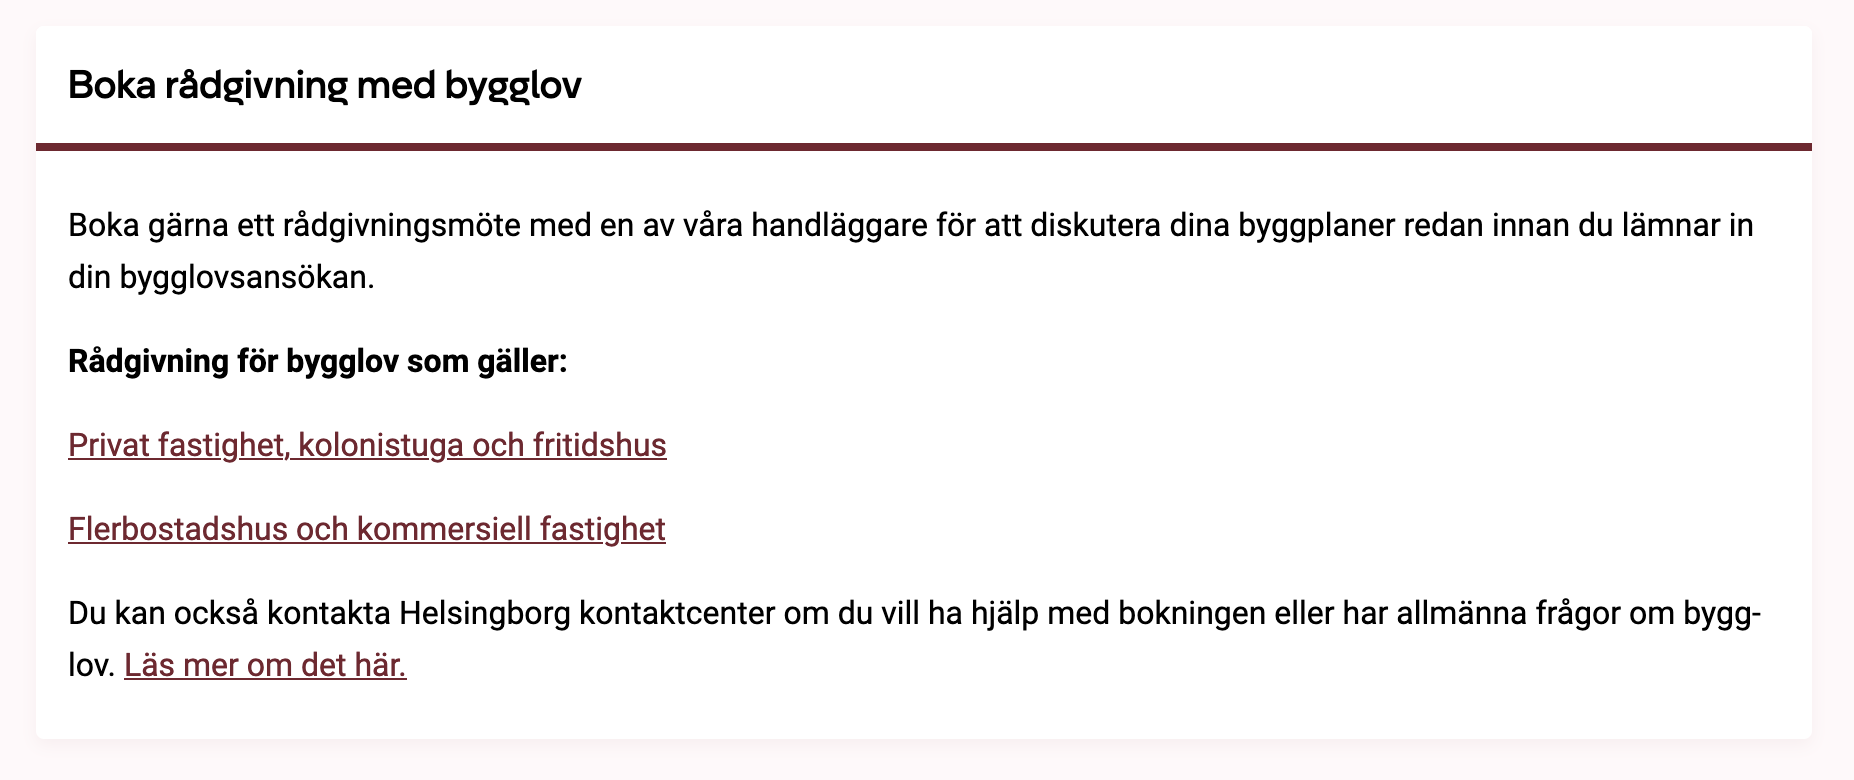 Boka rådgivning med bygglov
Boka gärna ett rådgivningsmöte med en av våra handläggare för att diskutera dina byggplaner redan innan du lämnar in
din bygglovsansökan.
Rådgivning för bygglov som gäller:
Privat fastighet, kolonistuga och fritidshus
Flerbostadshus och kommersiell fastighet
Du kan också kontakta Helsingborg kontaktcenter om du vill ha hjälp med bokningen eller har allmänna frågor om bygg-
lov. Läs mer om det här.